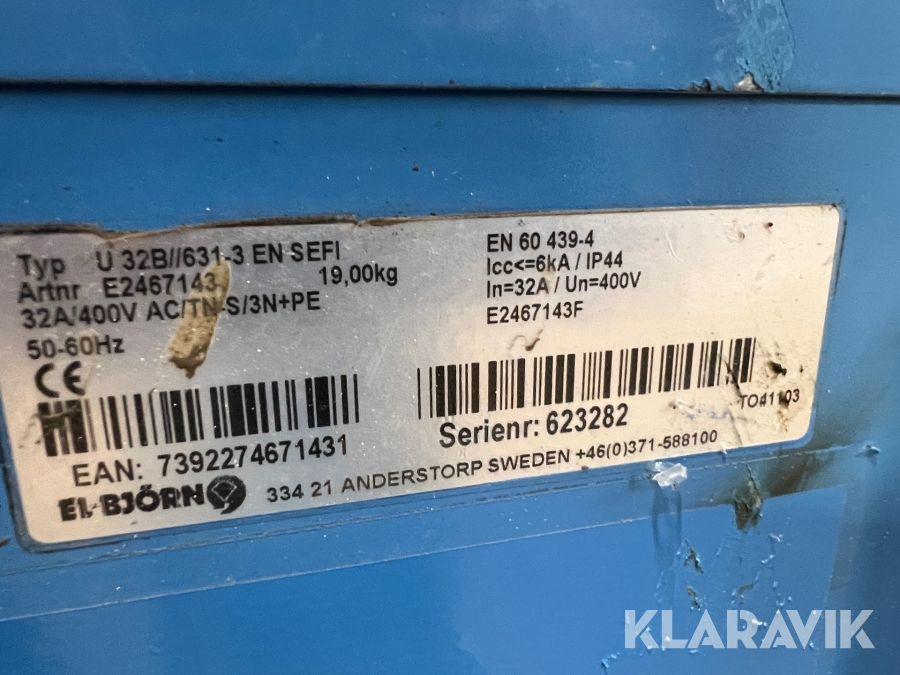 Typ U 32B//631-3 EN SEFI
Artnr E2467143 19,00kg
32A/400V AC/TN-S/3N+PE
50-60Hz
CE
EN 60 439-4
Icc<=6kA / IP44
In=32A / Un=400V
E2467143F
EAN: 7392274671431
Serienr: 623282
TO41103
EL-BJÖRN 334 21 ANDERSTORP SWEDEN +46(0)371-588100
KLARAVIK